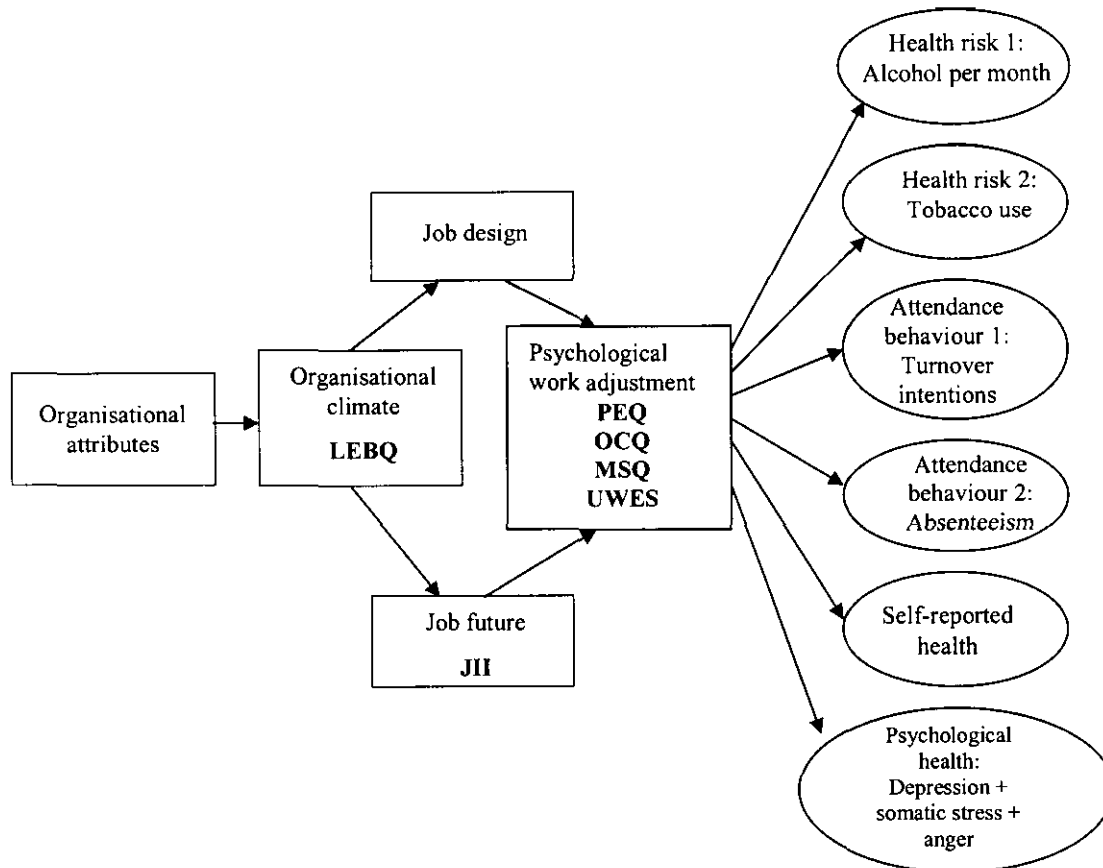 Organisational
attributes
Organisational
climate
LEBQ
Job design
Job future
JII
Psychological
work adjustment
PEQ
OCQ
MSQ
UWES
Health risk 1:
Alcohol per month
Health risk 2:
Tobacco use
Attendance
behaviour 1:
Turnover
intentions
Attendance
behaviour 2:
Absenteeism
Self-reported
health
Psychological
health:
Depression +
somatic stress +
anger